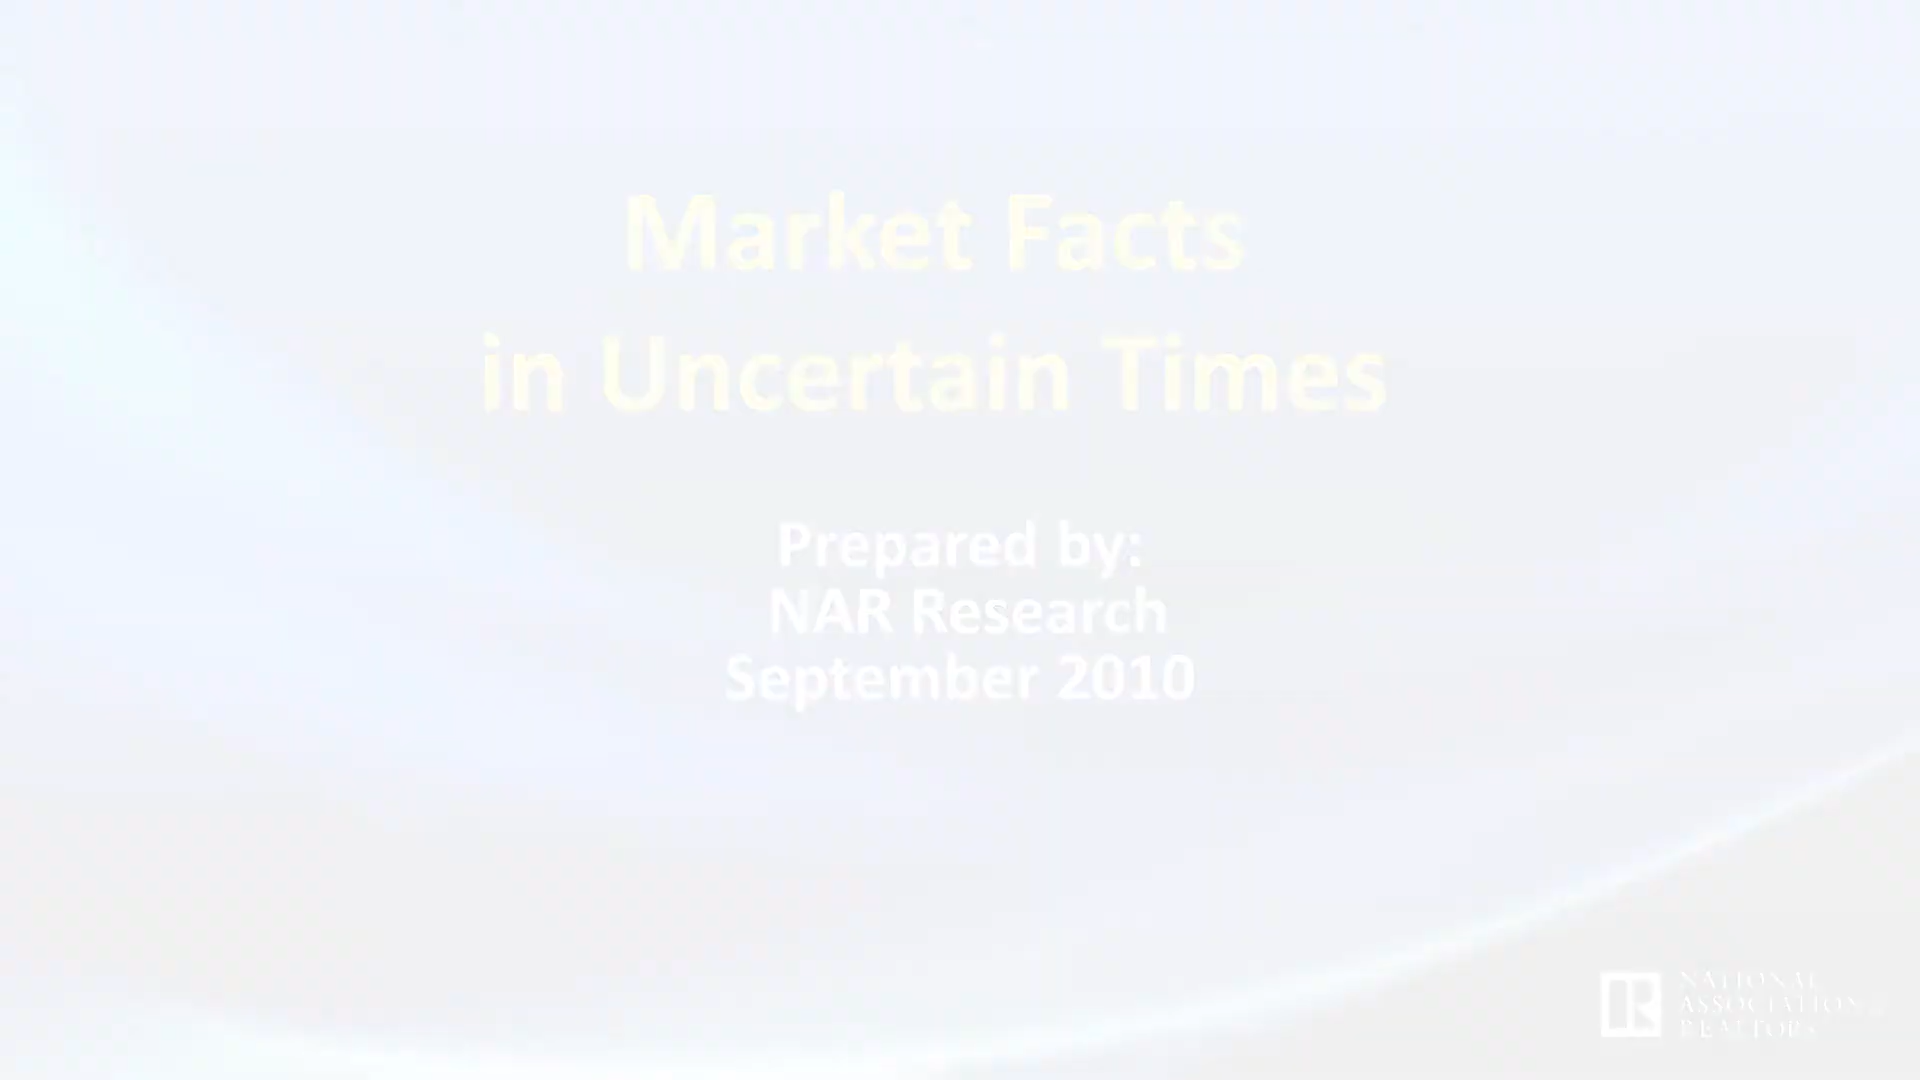 Market Facts
in Uncertain Times
Prepared by:
NAR Research
September 2010
NATIONAL
ASSOCIATION of
REALTORS